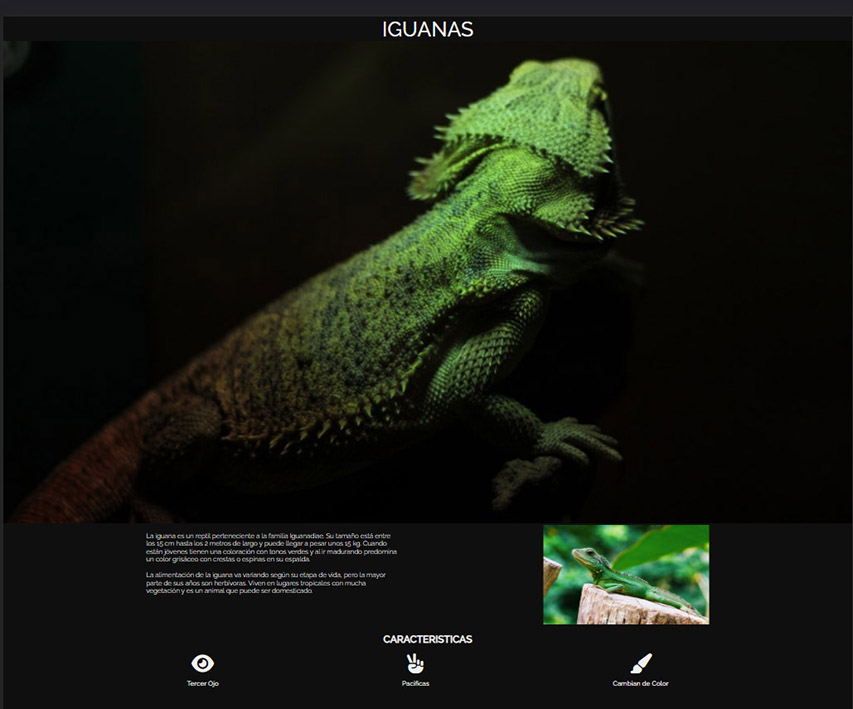 IGUANAS
La iguana es un reptil perteneciente a la familia Iguanadiae. Su tamaño está entre
los 15 cm hasta los 2 metros de largo y puede llegar a pesar unos 15 kg. Cuando
están jóvenes tienen una coloración con tonos verdes y al ir madurando predomina
un color grisáceo con crestas o espinas en su espalda.
La alimentación de la iguana va variando según su etapa de vida, pero la mayor
parte de sus años son herbívoras. Viven en lugares tropicales con mucha
vegetación y es un animal que puede ser domesticado.
CARACTERISTICAS
Tercer Ojo
Pacificas
Cambian de Color